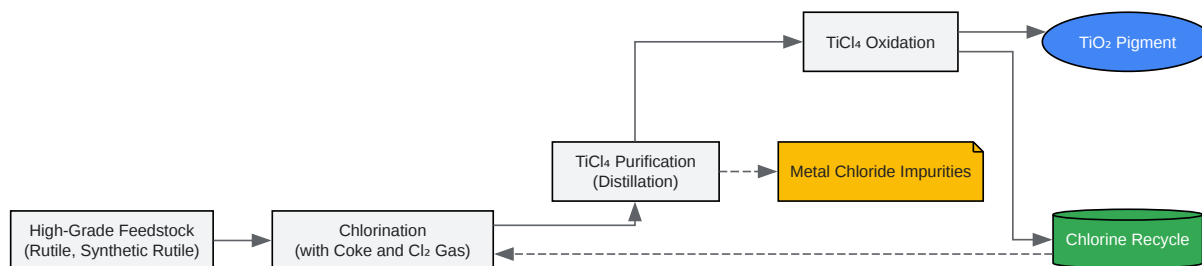 TiCl₄ Oxidation
TiO₂ Pigment
TiCl₄ Purification
(Distillation)
Metal Chloride Impurities
High-Grade Feedstock
(Rutile, Synthetic Rutile)
Chlorination
(with Coke and Cl₂ Gas)
Chlorine Recycle